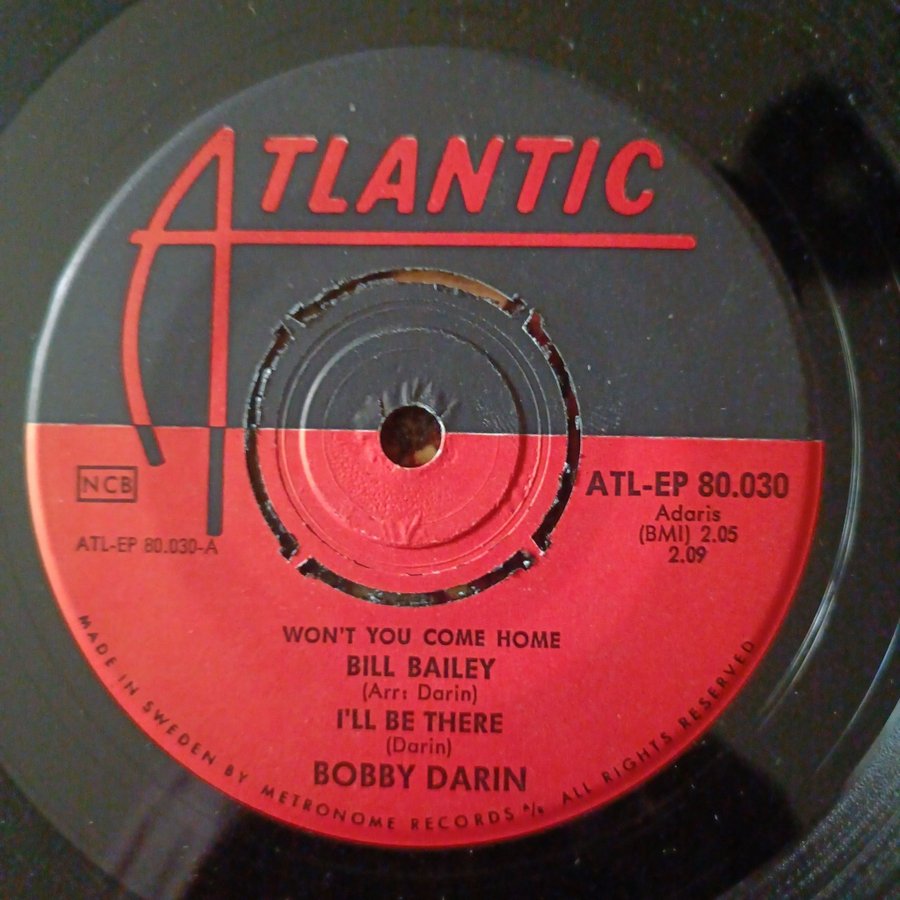 ATLANTIC
NCB
ATL-EP 80.030-A
ATL-EP 80.030
Adaris
(BMI) 2.05
2.09
WON'T YOU COME HOME
BILL BAILEY
(Arr: Darin)
I'LL BE THERE
(Darin)
BOBBY DARIN
MADE IN SWEDEN BY METRONOME RECORDS A/S ALL RIGHTS RESERVED